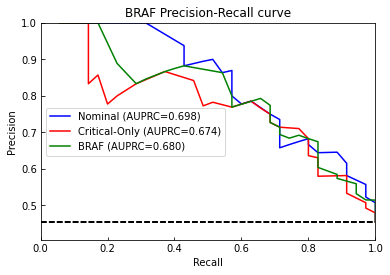 BRAF Precision-Recall curve
1.0
0.9
0.8
0.7
0.6
0.5
Precision
Nominal (AUPRC=0.698)
Critical-Only (AUPRC=0.674)
BRAF (AUPRC=0.680)
0.0 0.2 0.4 0.6 0.8 1.0
Recall